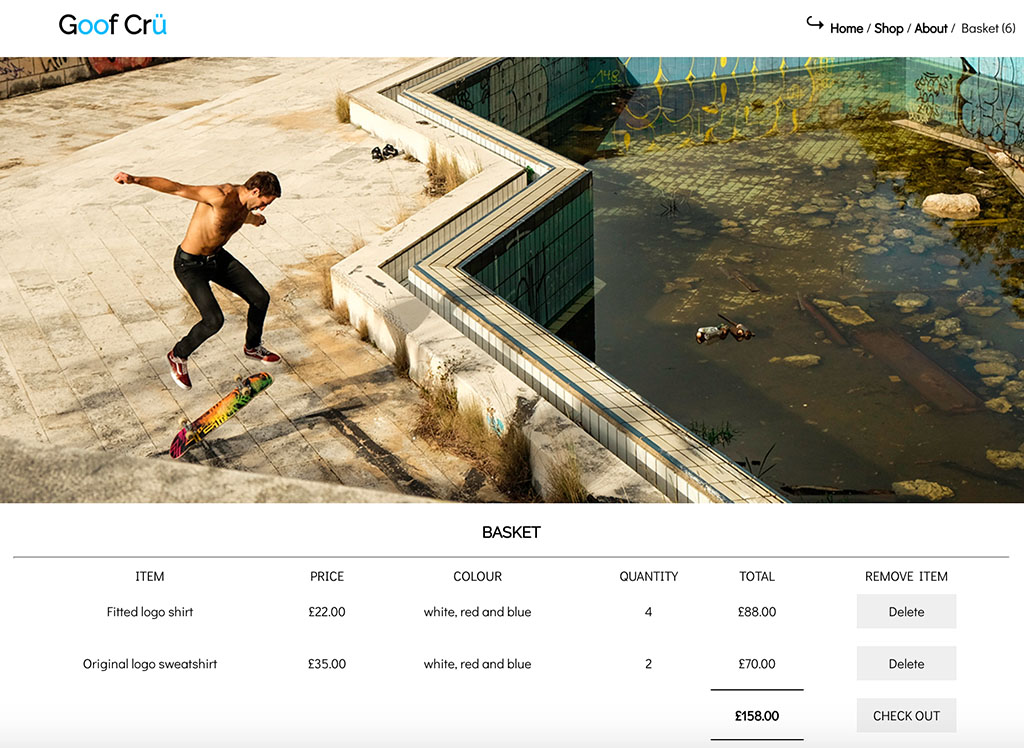 Goof Crü
Home / Shop / About / Basket (6)
BASKET
ITEM PRICE COLOUR QUANTITY TOTAL REMOVE ITEM
Fitted logo shirt £22.00 white, red and blue 4 £88.00 Delete
Original logo sweatshirt £35.00 white, red and blue 2 £70.00 Delete
£158.00 CHECK OUT